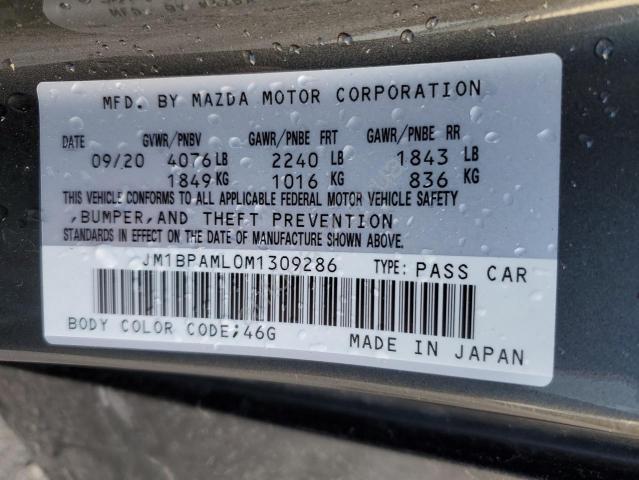 MFD. BY MAZDA MOTOR CORPORATION
DATE GVWR/PNBV GAWR/PNBE FRT GAWR/PNBE RR
09/20 4076 LB 2240 LB 1843 LB
1849 KG 1016 KG 836 KG
THIS VEHICLE CONFORMS TO ALL APPLICABLE FEDERAL MOTOR VEHICLE SAFETY
,BUMPER,AND THEFT PREVENTION
STANDARDS IN EFFECT ON THE DATE OF MANUFACTURE SHOWN ABOVE.
JM1BPAML0M1309286 TYPE: PASS CAR
BODY COLOR CODE;46G
MADE IN JAPAN